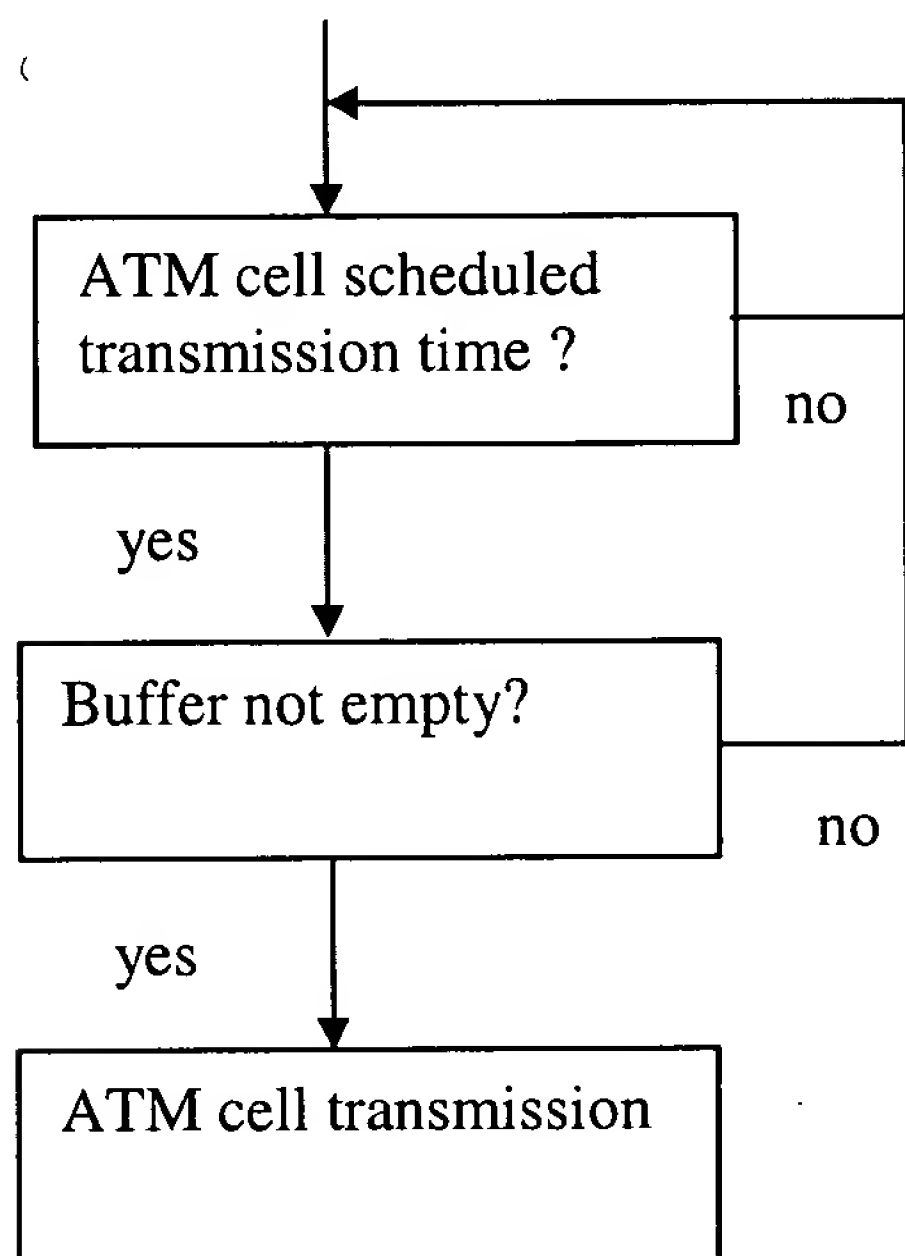 ATM cell scheduled
transmission time ?
no
yes
Buffer not empty?
no
yes
ATM cell transmission